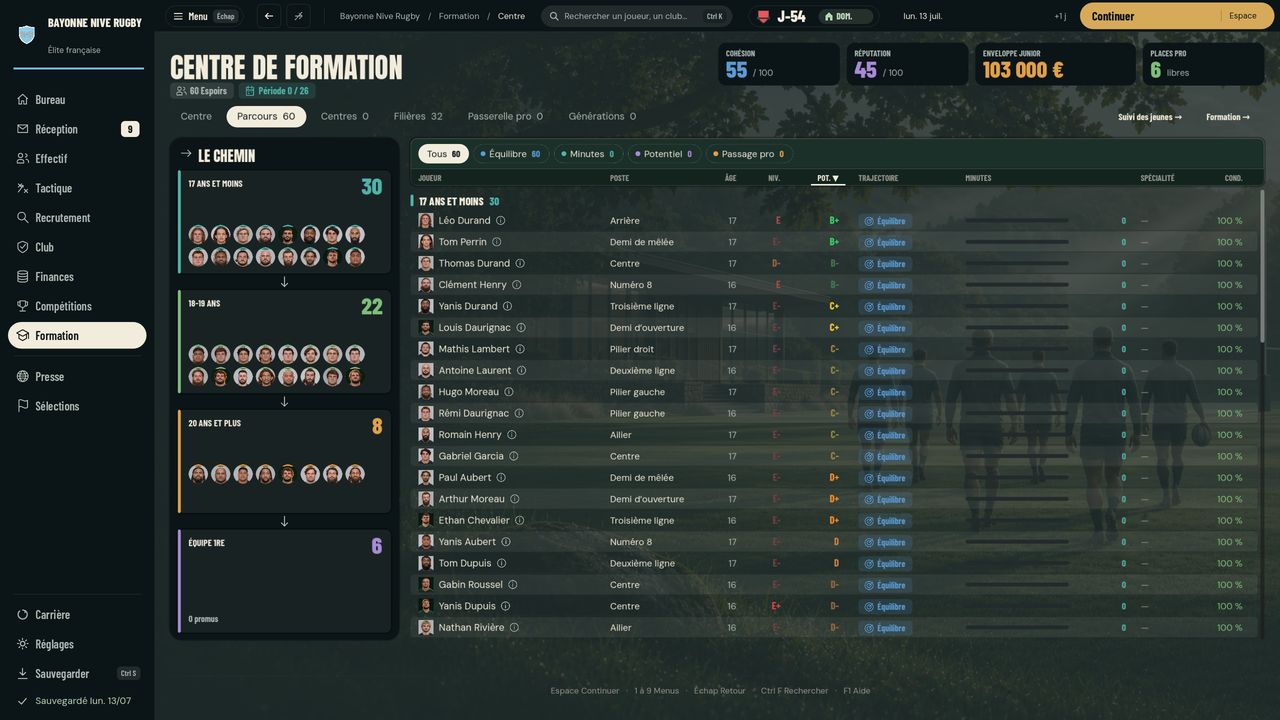 BAYONNE NIVE RUGBY
Élite française
Menu Échap
Bayonne Nive Rugby / Formation / Centre
Rechercher un joueur, un club... Ctrl K
J-54 DOM.
lun. 13 juil.
+1 j
Continuer Espace
Bureau
Réception 9
Effectif
Tactique
Recrutement
Club
Finances
Compétitions
Formation
Presse
Sélections
Carrière
Réglages
Sauvegarder Ctrl S
Sauvegardé lun. 13/07
CENTRE DE FORMATION
60 Espoirs Période 0 / 26
COHÉSION
55 / 100
RÉPUTATION
45 / 100
ENVELOPPE JUNIOR
103 000 €
PLACES PRO
6 libres
Centre Parcours 60 Centres 0 Filières 32 Passerelle pro 0 Générations 0
Suivi des jeunes → Formation →
→ LE CHEMIN
17 ANS ET MOINS 30
↓
18-19 ANS 22
↓
20 ANS ET PLUS 8
↓
ÉQUIPE 1RE 6
0 promus
Tous 60 Équilibre 60 Minutes 0 Potentiel 0 Passage pro 0
JOUEUR POSTE ÂGE NIV. POT. ▼ TRAJECTOIRE MINUTES SPÉCIALITÉ COND.
17 ANS ET MOINS 30
Léo Durand Arrière 17 E B+ Équilibre 0 — 100 %
Tom Perrin Demi de mêlée 17 E- B+ Équilibre 0 — 100 %
Thomas Durand Centre 17 D- B- Équilibre 0 — 100 %
Clément Henry Numéro 8 16 E B- Équilibre 0 — 100 %
Yanis Durand Troisième ligne 17 E- C+ Équilibre 0 — 100 %
Louis Daurignac Demi d'ouverture 16 E- C+ Équilibre 0 — 100 %
Mathis Lambert Pilier droit 17 E- C- Équilibre 0 — 100 %
Antoine Laurent Deuxième ligne 16 E- C- Équilibre 0 — 100 %
Hugo Moreau Pilier gauche 17 E- C- Équilibre 0 — 100 %
Rémi Daurignac Pilier gauche 16 E- C- Équilibre 0 — 100 %
Romain Henry Ailier 17 E- C- Équilibre 0 — 100 %
Gabriel Garcia Centre 17 E- C- Équilibre 0 — 100 %
Paul Aubert Demi de mêlée 16 E- D+ Équilibre 0 — 100 %
Arthur Moreau Demi d'ouverture 17 E- D+ Équilibre 0 — 100 %
Ethan Chevalier Troisième ligne 16 E- D+ Équilibre 0 — 100 %
Yanis Aubert Numéro 8 16 E- D Équilibre 0 — 100 %
Tom Dupuis Deuxième ligne 17 E- D Équilibre 0 — 100 %
Gabin Roussel Centre 16 E- D- Équilibre 0 — 100 %
Yanis Dupuis Centre 16 E+ D- Équilibre 0 — 100 %
Nathan Rivière Ailier 16 E- D- Équilibre 0 — 100 %
Espace Continuer · 1 à 9 Menus · Échap Retour · Ctrl F Rechercher · F1 Aide